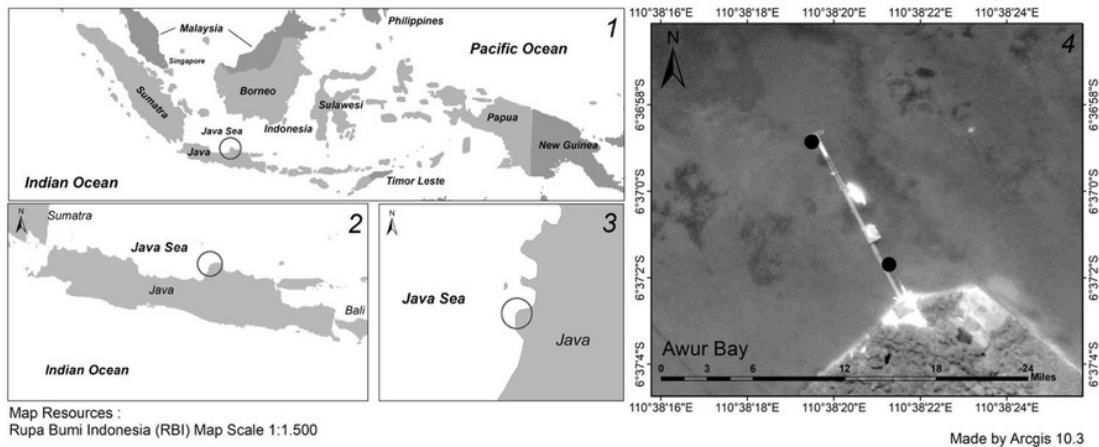 1
Malaysia
Philippines
Singapore
Pacific Ocean
Sumatra
Borneo
Sulawesi
Indonesia
Papua
New Guinea
Java Sea
Java
Indian Ocean
Timor Leste
2
N
Sumatra
Java Sea
Java
Bali
Indian Ocean
3
N
Java Sea
Java
4
110°38'16"E 110°38'18"E 110°38'20"E 110°38'22"E 110°38'24"E
N
6°36'58"S 6°36'58"S
6°37'0"S 6°37'0"S
6°37'2"S 6°37'2"S
6°37'4"S 6°37'4"S
Awur Bay
0 3 6 12 18 24
Miles
110°38'16"E 110°38'18"E 110°38'20"E 110°38'22"E 110°38'24"E
Map Resources :
Rupa Bumi Indonesia (RBI) Map Scale 1:1.500
Made by Arcgis 10.3